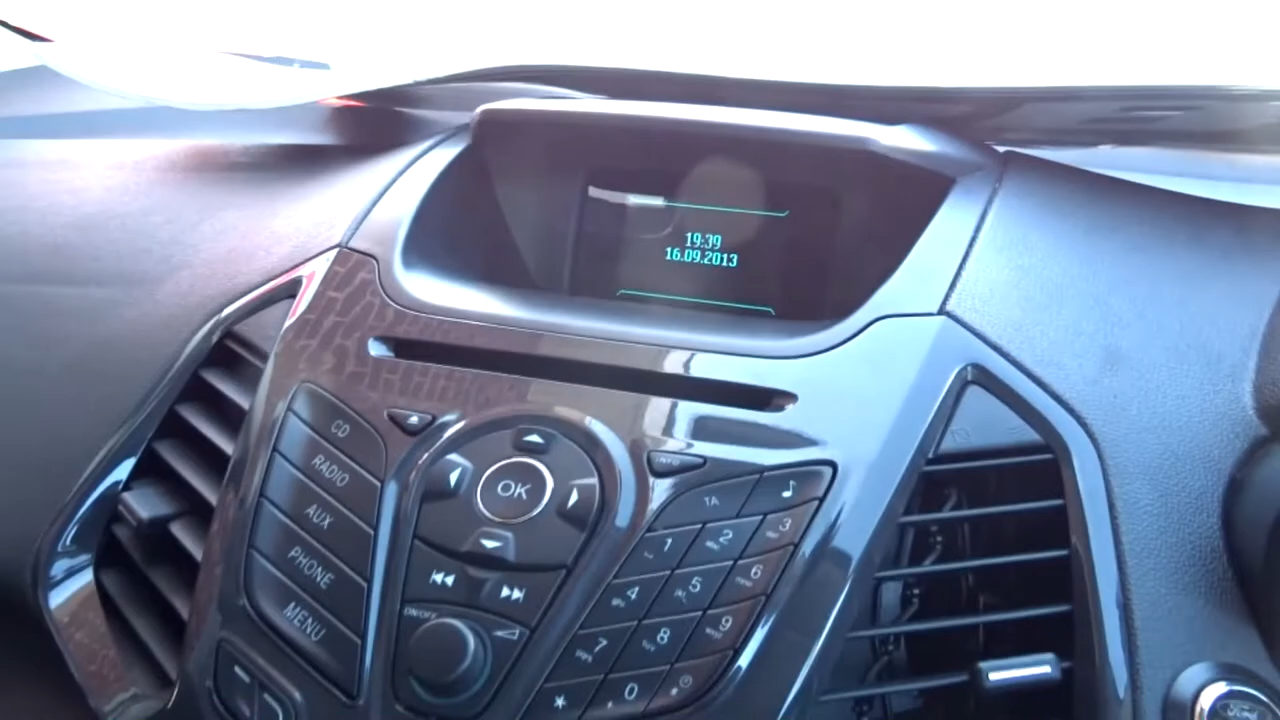 19:39
16.09.2013
CD
RADIO
AUX
PHONE
MENU
OK
ON/OFF
INFO
TA
1
2
3
4
5
6
7
8
9
*
0
Ford